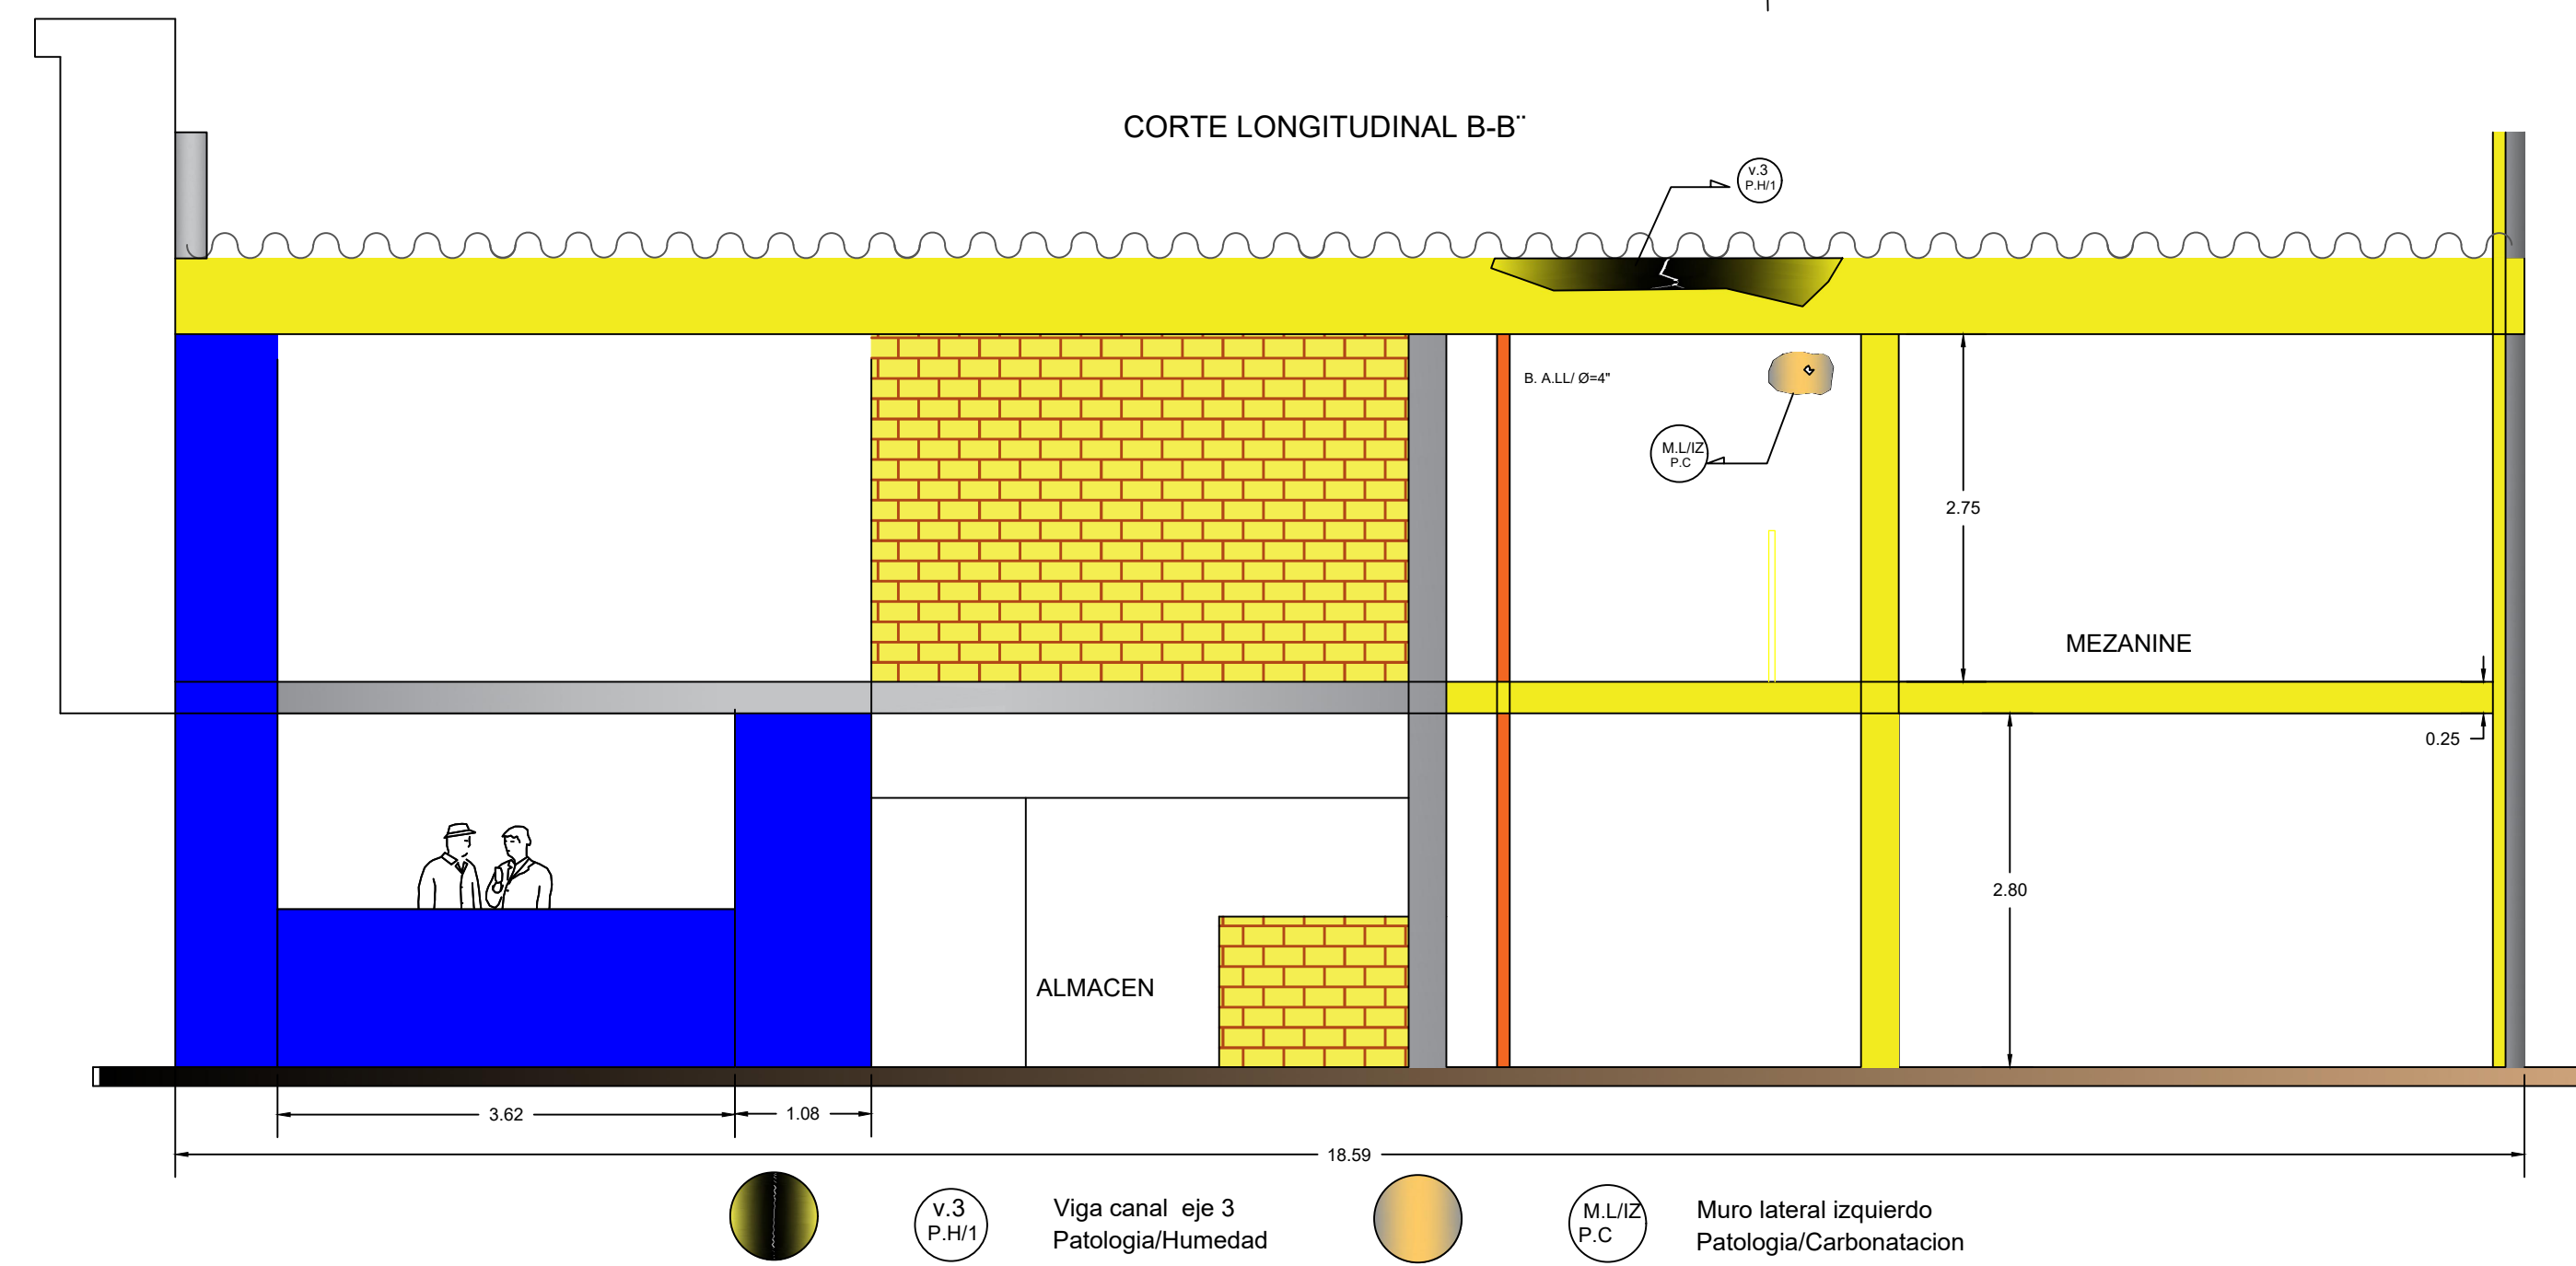 CORTE LONGITUDINAL B-B¨
v.3
P.H/1
B. A.LL/ Ø=4"
M.L/IZ
P.C
2.75
MEZANINE
0.25
2.80
ALMACEN
3.62
1.08
18.59
v.3
P.H/1
Viga canal eje 3
Patologia/Humedad
M.L/IZ
P.C
Muro lateral izquierdo
Patologia/Carbonatacion